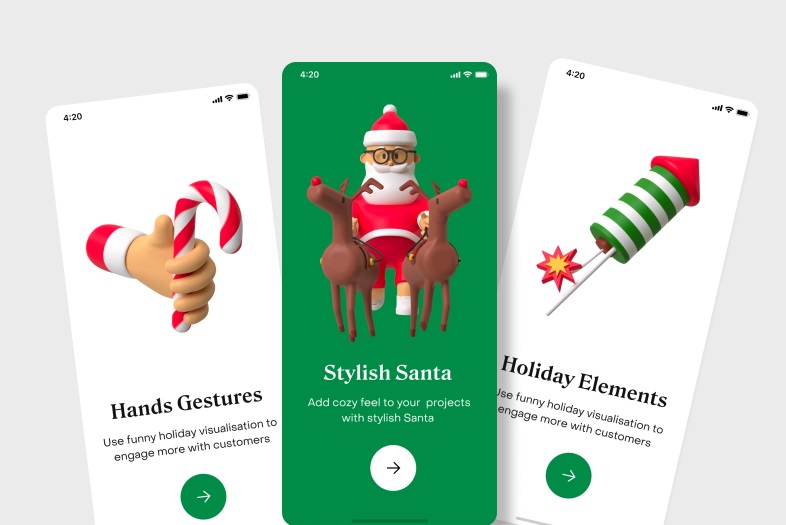 4:20
Hands Gestures
Use funny holiday visualisation to
engage more with customers
4:20
Stylish Santa
Add cozy feel to your projects
with stylish Santa
4:20
Holiday Elements
Use funny holiday visualisation to
engage more with customers